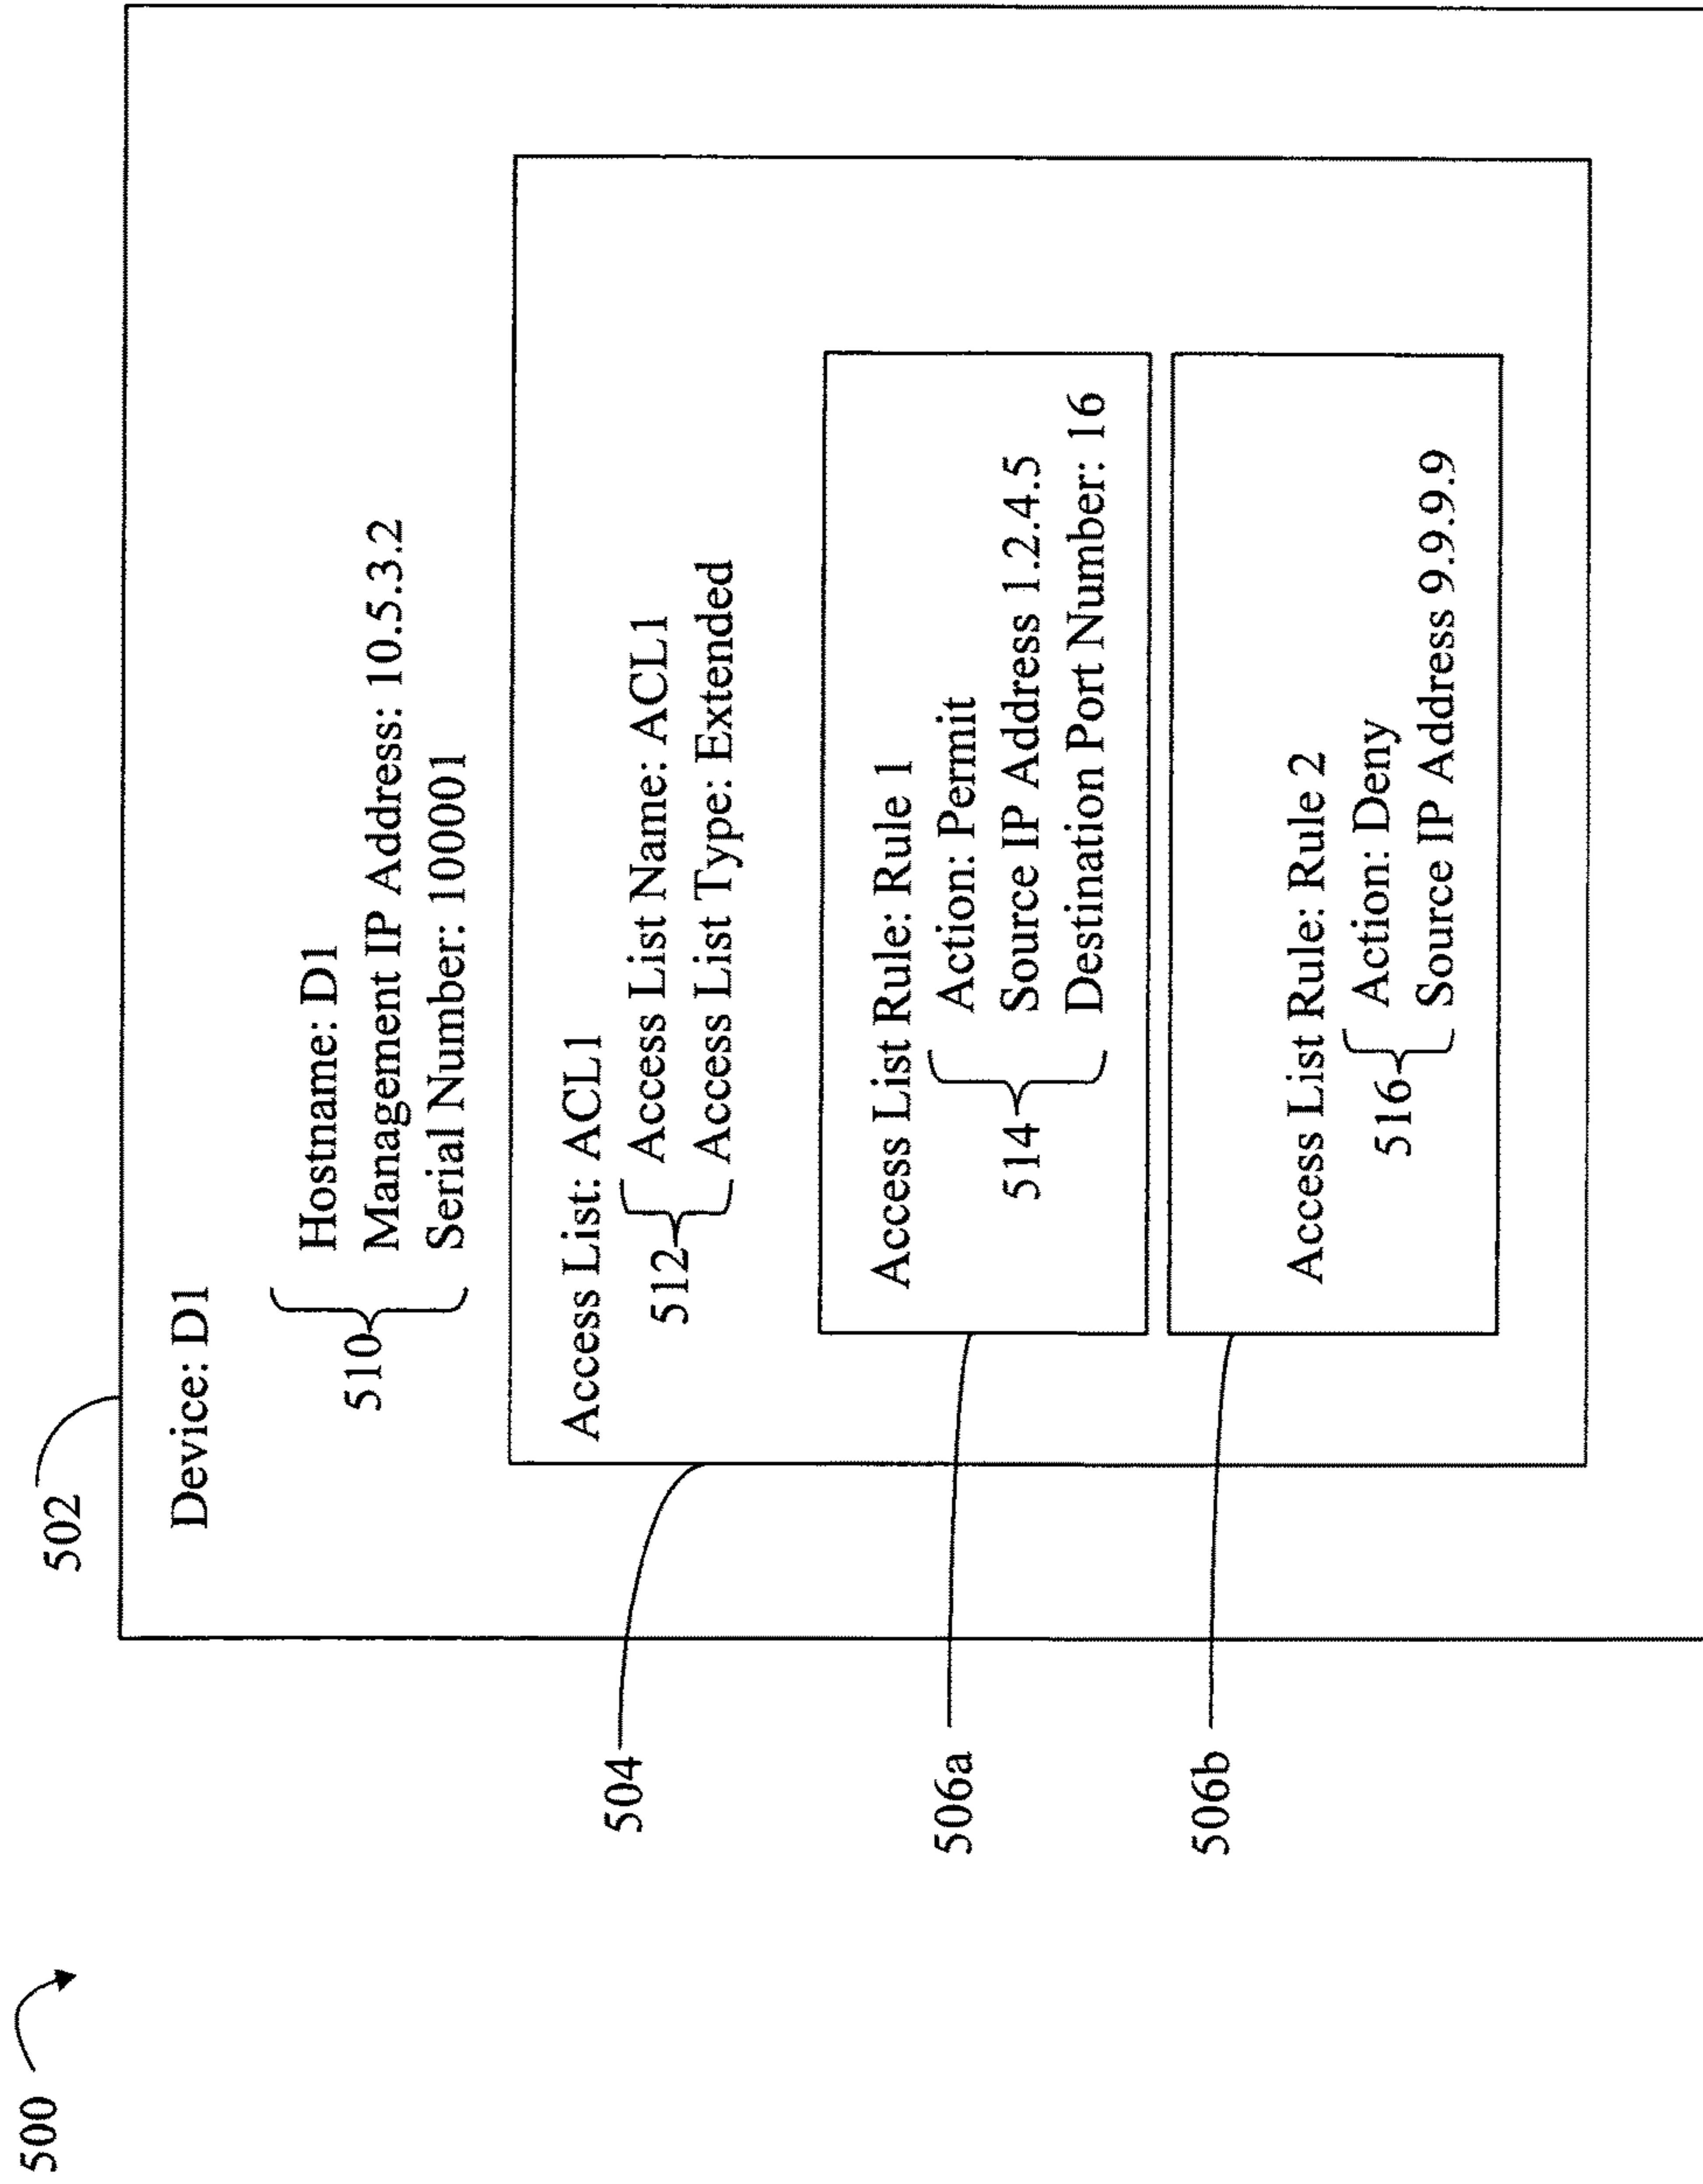 500
502
Device: D1
510
Hostname: D1
Management IP Address: 10.5.3.2
Serial Number: 100001
504
Access List: ACL1
512
Access List Name: ACL1
Access List Type: Extended
506a
Access List Rule: Rule 1
514
Action: Permit
Source IP Address 1.2.4.5
Destination Port Number: 16
506b
Access List Rule: Rule 2
516
Action: Deny
Source IP Address 9.9.9.9